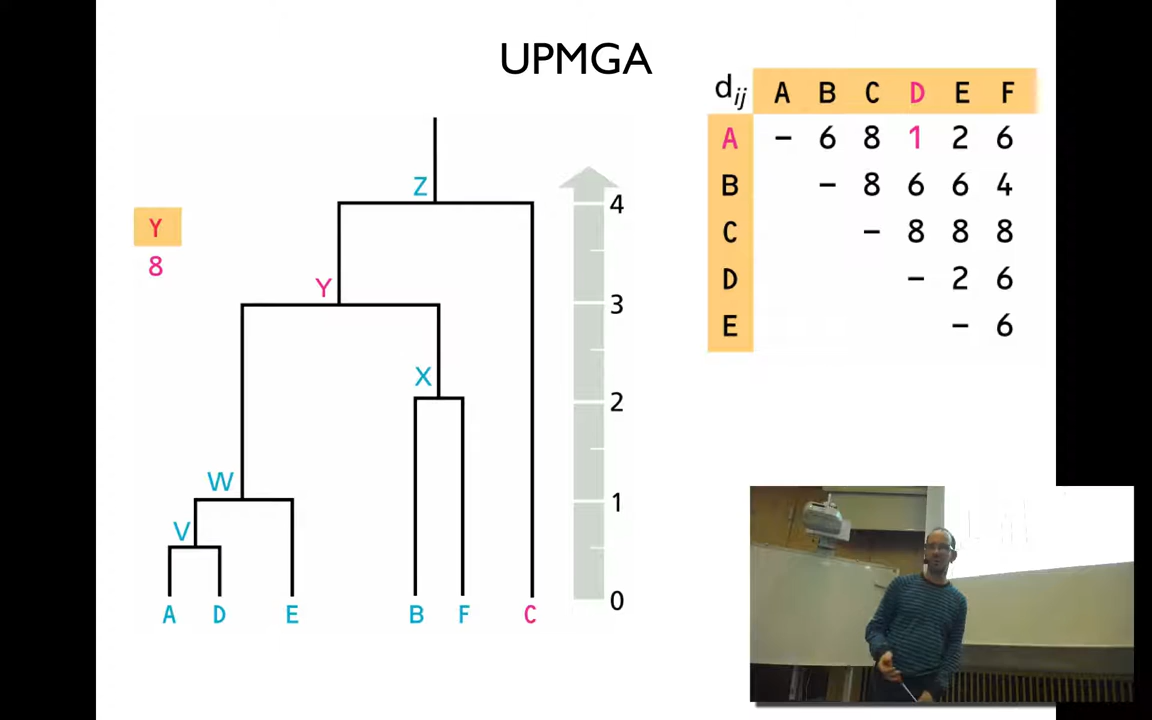 UPMGA
dij A B C D E F
A – 6 8 1 2 6
B – 8 6 6 4
C – 8 8 8
D – 2 6
E – 6
Z
4
Y
8
Y
3
X
2
W
1
V
0
A D E B F C